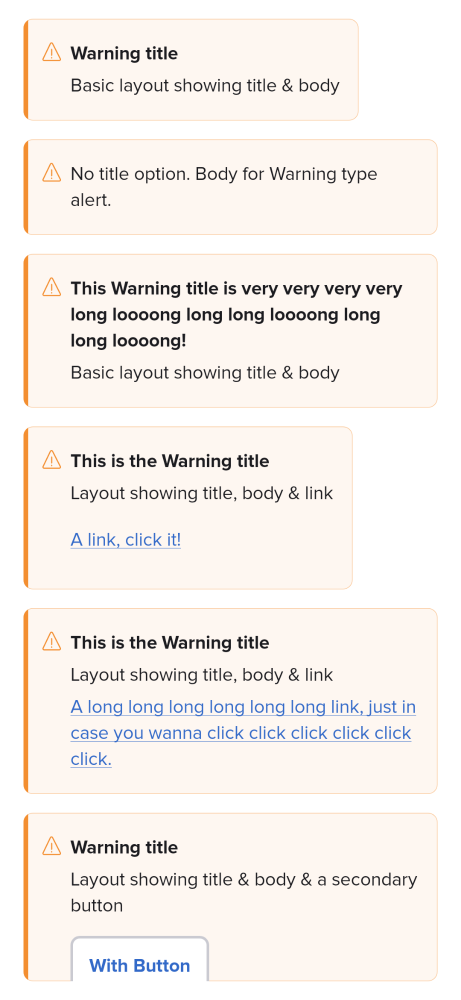 Warning title
Basic layout showing title & body
No title option. Body for Warning type
alert.
This Warning title is very very very very
long loooong long long loooong long
long loooong!
Basic layout showing title & body
This is the Warning title
Layout showing title, body & link
A link, click it!
This is the Warning title
Layout showing title, body & link
A long long long long long long link, just in
case you wanna click click click click click
click.
Warning title
Layout showing title & body & a secondary
button
With Button